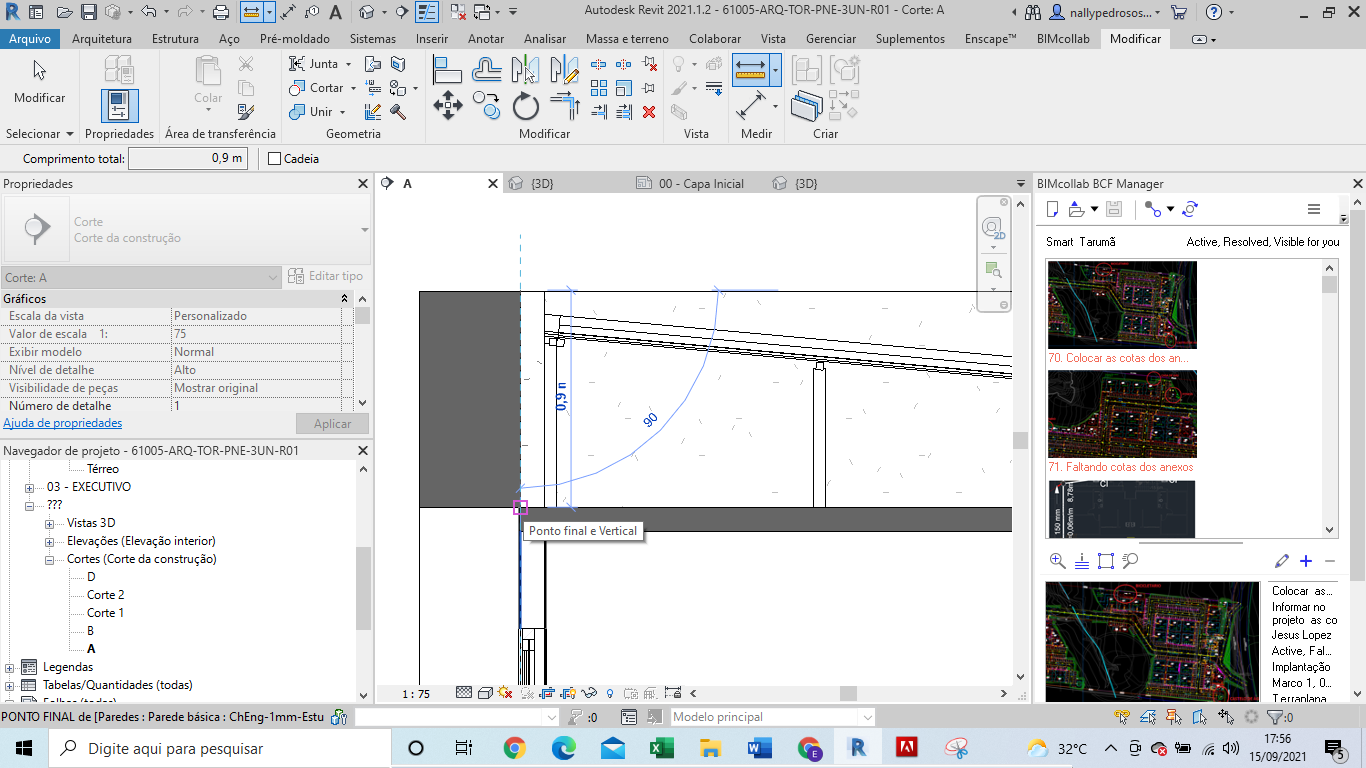 Autodesk Revit 2021.1.2 - 61005-ARQ-TOR-PNE-3UN-R01 - Corte: A
nallypedrosos...
Arquivo Arquitetura Estrutura Aço Pré-moldado Sistemas Inserir Anotar Analisar Massa e terreno Colaborar Vista Gerenciar Suplementos Enscape™ BIMcollab Modificar
Modificar
Selecionar
Propriedades
Colar
Área de transferência
Junta
Cortar
Unir
Geometria
Modificar
Vista
Medir
Criar
Comprimento total: 0,9 m
Cadeia
Propriedades
Corte
Corte da construção
Corte: A
Editar tipo
Gráficos
Escala da vista Personalizado
Valor de escala 1: 75
Exibir modelo Normal
Nível de detalhe Alto
Visibilidade de peças Mostrar original
Número de detalhe 1
Ajuda de propriedades
Aplicar
Navegador de projeto - 61005-ARQ-TOR-PNE-3UN-R01
Térreo
03 - EXECUTIVO
???
Vistas 3D
Elevações (Elevação interior)
Cortes (Corte da construção)
D
Corte 2
Corte 1
B
A
Legendas
Tabelas/Quantidades (todas)
A
{3D}
00 - Capa Inicial
{3D}
2D
90
Ponto final e Vertical
1 : 75
BIMcollab BCF Manager
Smart Tarumã
Active, Resolved, Visible for you
70. Colocar as cotas dos an...
71. Faltando cotas dos anexos
150 mm
8,78m
Colocar as...
Informar no
projeto as co
Jesus Lopez
Active, Fal...
Implantação
Marco 1, 0...
Terraplana
PONTO FINAL de [Paredes : Parede básica : ChEng-1mm-Estu
:0
Modelo principal
:0
Digite aqui para pesquisar
32°C
17:56
15/09/2021
5